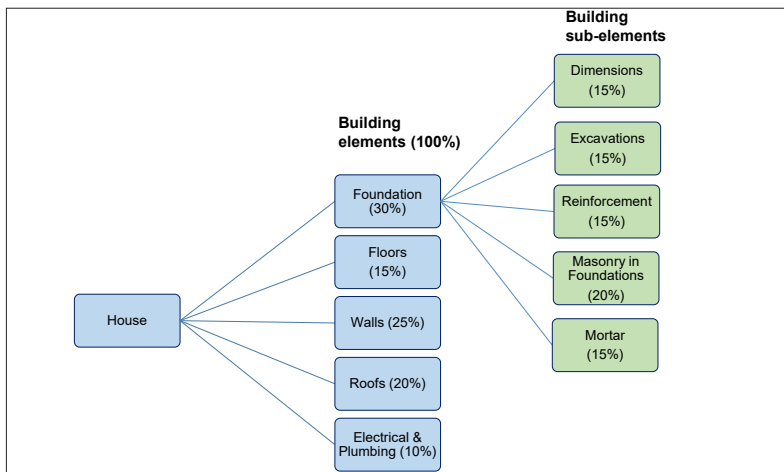 Building
sub-elements
Dimensions
(15%)
Building
elements (100%)
Excavations
(15%)
Foundation
(30%)
Reinforcement
(15%)
Floors
(15%)
Masonry in
Foundations
(20%)
House
Walls (25%)
Mortar
(15%)
Roofs (20%)
Electrical &
Plumbing (10%)